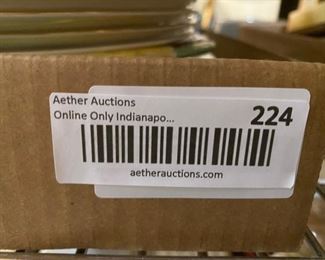 Aether Auctions
Online Only Indianapo...
224
aetherauctions.com